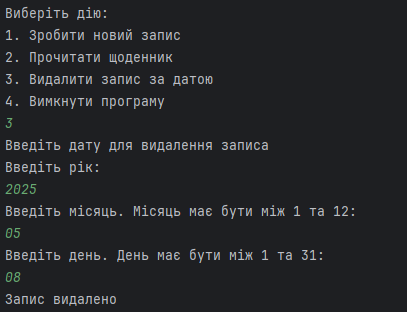 Виберіть дію:
1. Зробити новий запис
2. Прочитати щоденник
3. Видалити запис за датою
4. Вимкнути програму
3
Введіть дату для видалення записа
Введіть рік:
2025
Введіть місяць. Місяць має бути між 1 та 12:
05
Введіть день. День має бути між 1 та 31:
08
Запис видалено